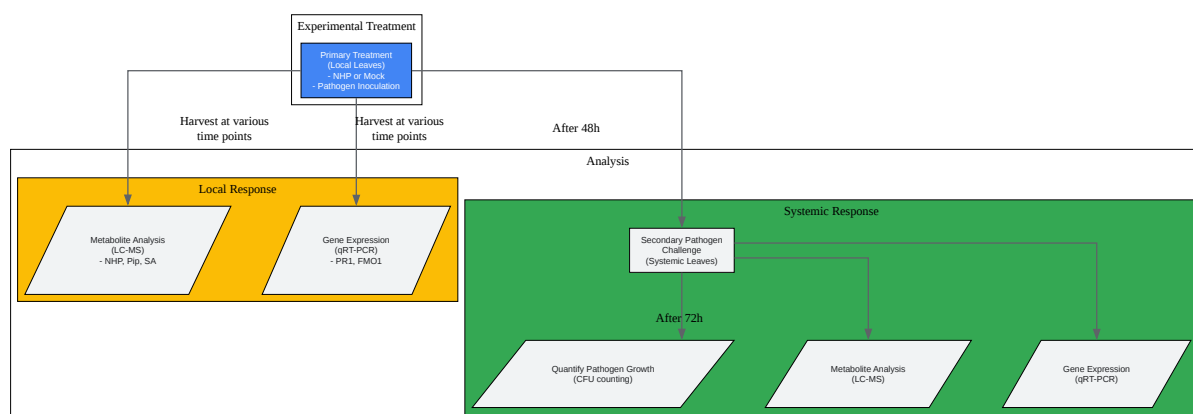 Experimental Treatment
Primary Treatment
(Local Leaves)
- NHP or Mock
- Pathogen Inoculation
Harvest at various
time points
Harvest at various
time points
After 48h
Analysis
Local Response
Metabolite Analysis
(LC-MS)
- NHP, Pip, SA
Gene Expression
(qRT-PCR)
- PR1, FMO1
Systemic Response
Secondary Pathogen
Challenge
(Systemic Leaves)
After 72h
Quantify Pathogen Growth
(CFU counting)
Metabolite Analysis
(LC-MS)
Gene Expression
(qRT-PCR)